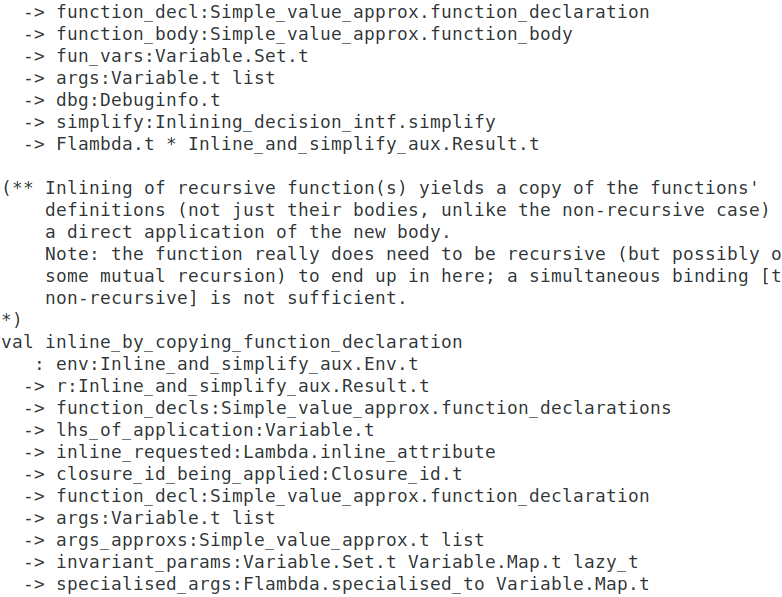 -> function_decl:Simple_value_approx.function_declaration
-> function_body:Simple_value_approx.function_body
-> fun_vars:Variable.Set.t
-> args:Variable.t list
-> dbg:Debuginfo.t
-> simplify:Inlining_decision_intf.simplify
-> Flambda.t * Inline_and_simplify_aux.Result.t

(** Inlining of recursive function(s) yields a copy of the functions'
definitions (not just their bodies, unlike the non-recursive case)
a direct application of the new body.
Note: the function really does need to be recursive (but possibly
some mutual recursion) to end up in here; a simultaneous binding
non-recursive] is not sufficient.
*)
val inline_by_copying_function_declaration
: env:Inline_and_simplify_aux.Env.t
-> r:Inline_and_simplify_aux.Result.t
-> function_decls:Simple_value_approx.function_declarations
-> lhs_of_application:Variable.t
-> inline_requested:Lambda.inline_attribute
-> closure_id_being_applied:Closure_id.t
-> function_decl:Simple_value_approx.function_declaration
-> args:Variable.t list
-> args_approxs:Simple_value_approx.t list
-> invariant_params:Variable.Set.t Variable.Map.t lazy_t
-> specialised_args:Flambda.specialised_to Variable.Map.t